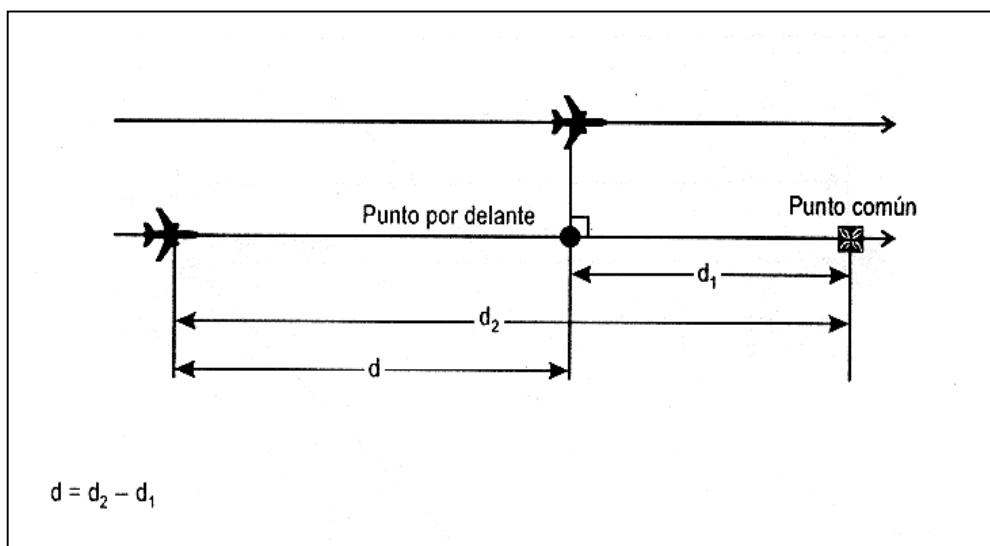 Punto por delante
Punto común
d₁
d₂
d
d = d₂ – d₁